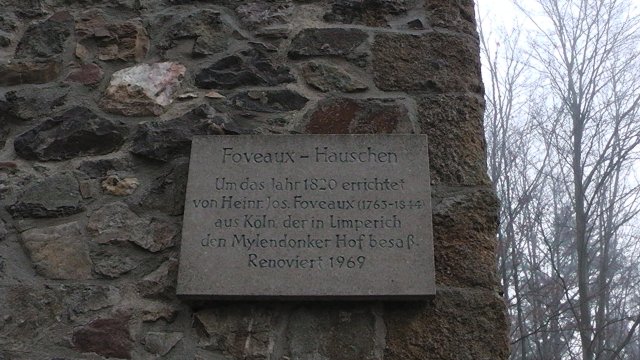 Foveaux - Häuschen
Um das Jahr 1820 errichtet
von Heinr. Jos. Foveaux (1763-1844)
aus Köln, der in Limperich
den Mylendonker Hof besaß.
Renoviert 1969